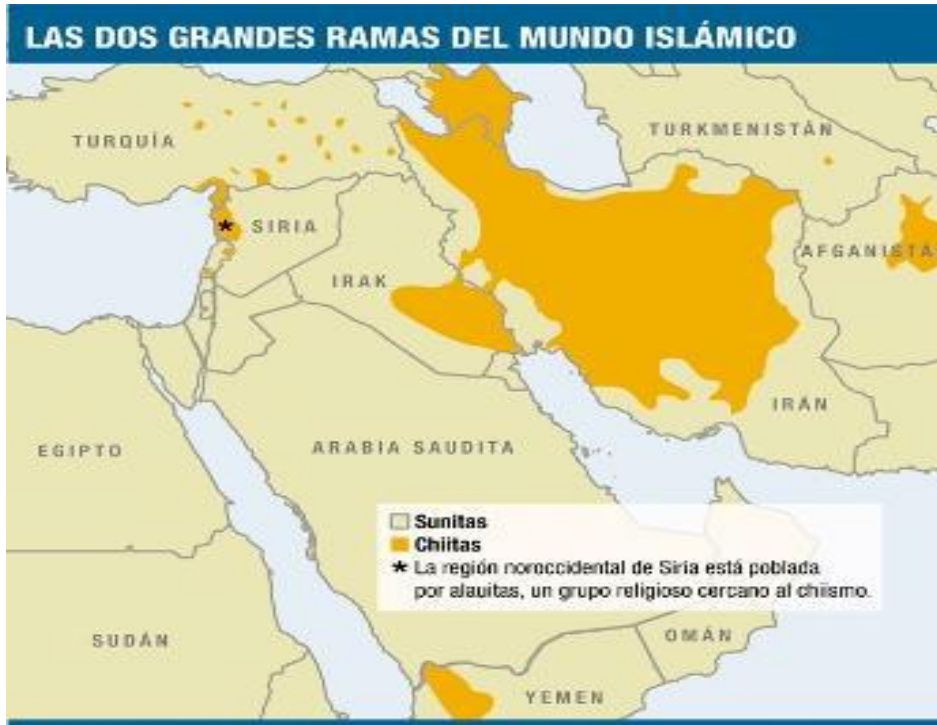 LAS DOS GRANDES RAMAS DEL MUNDO ISLÁMICO
TURQUÍA
TURKMENISTÁN
SIRIA
AFGANISTA
IRAK
IRÁN
EGIPTO
ARABIA SAUDITA
Sunitas
Chiitas
* La región noroccidental de Siria está poblada
por alauitas, un grupo religioso cercano al chiismo.
SUDÁN
OMÁN
YEMEN